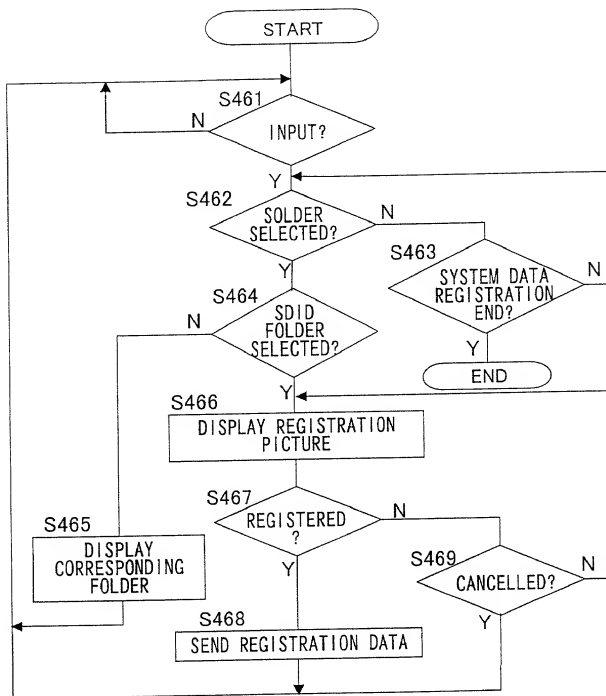 START
S461
N
INPUT?
Y
S462
SOLDER
SELECTED?
N
S463
SYSTEM DATA
REGISTRATION
END?
N
Y
END
Y
S464
SDID
FOLDER
SELECTED?
N
Y
S466
DISPLAY REGISTRATION
PICTURE
S467
REGISTERED
?
N
S465
DISPLAY
CORRESPONDING
FOLDER
S469
CANCELLED?
N
Y
Y
S468
SEND REGISTRATION DATA